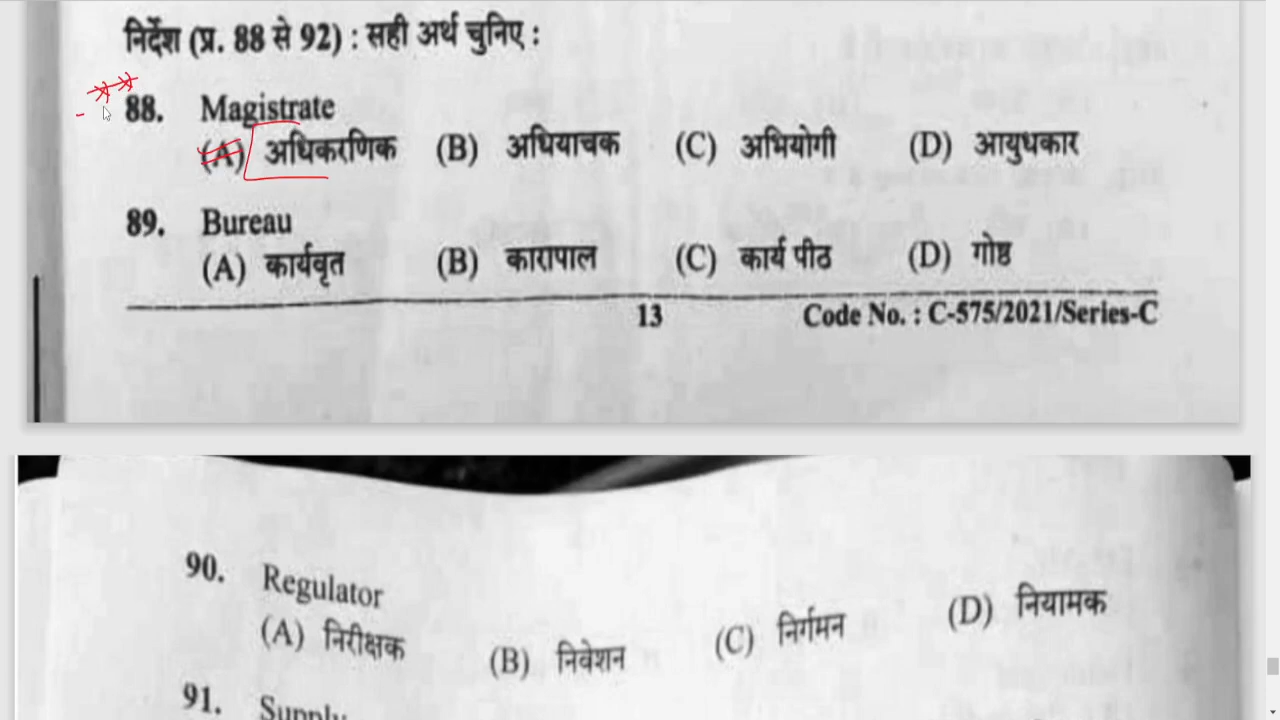 निर्देश (प्र. 88 से 92) : सही अर्थ चुनिए :
88. Magistrate
(A) अधिकरणिक (B) अधियाचक (C) अभियोगी (D) आयुधकार
89. Bureau
(A) कार्यवृत (B) कारापाल (C) कार्य पीठ (D) गोष्ठ
13 Code No. : C-575/2021/Series-C
90. Regulator
(A) निरीक्षक (B) निवेशन (C) निर्गमन (D) नियामक
91. Supply